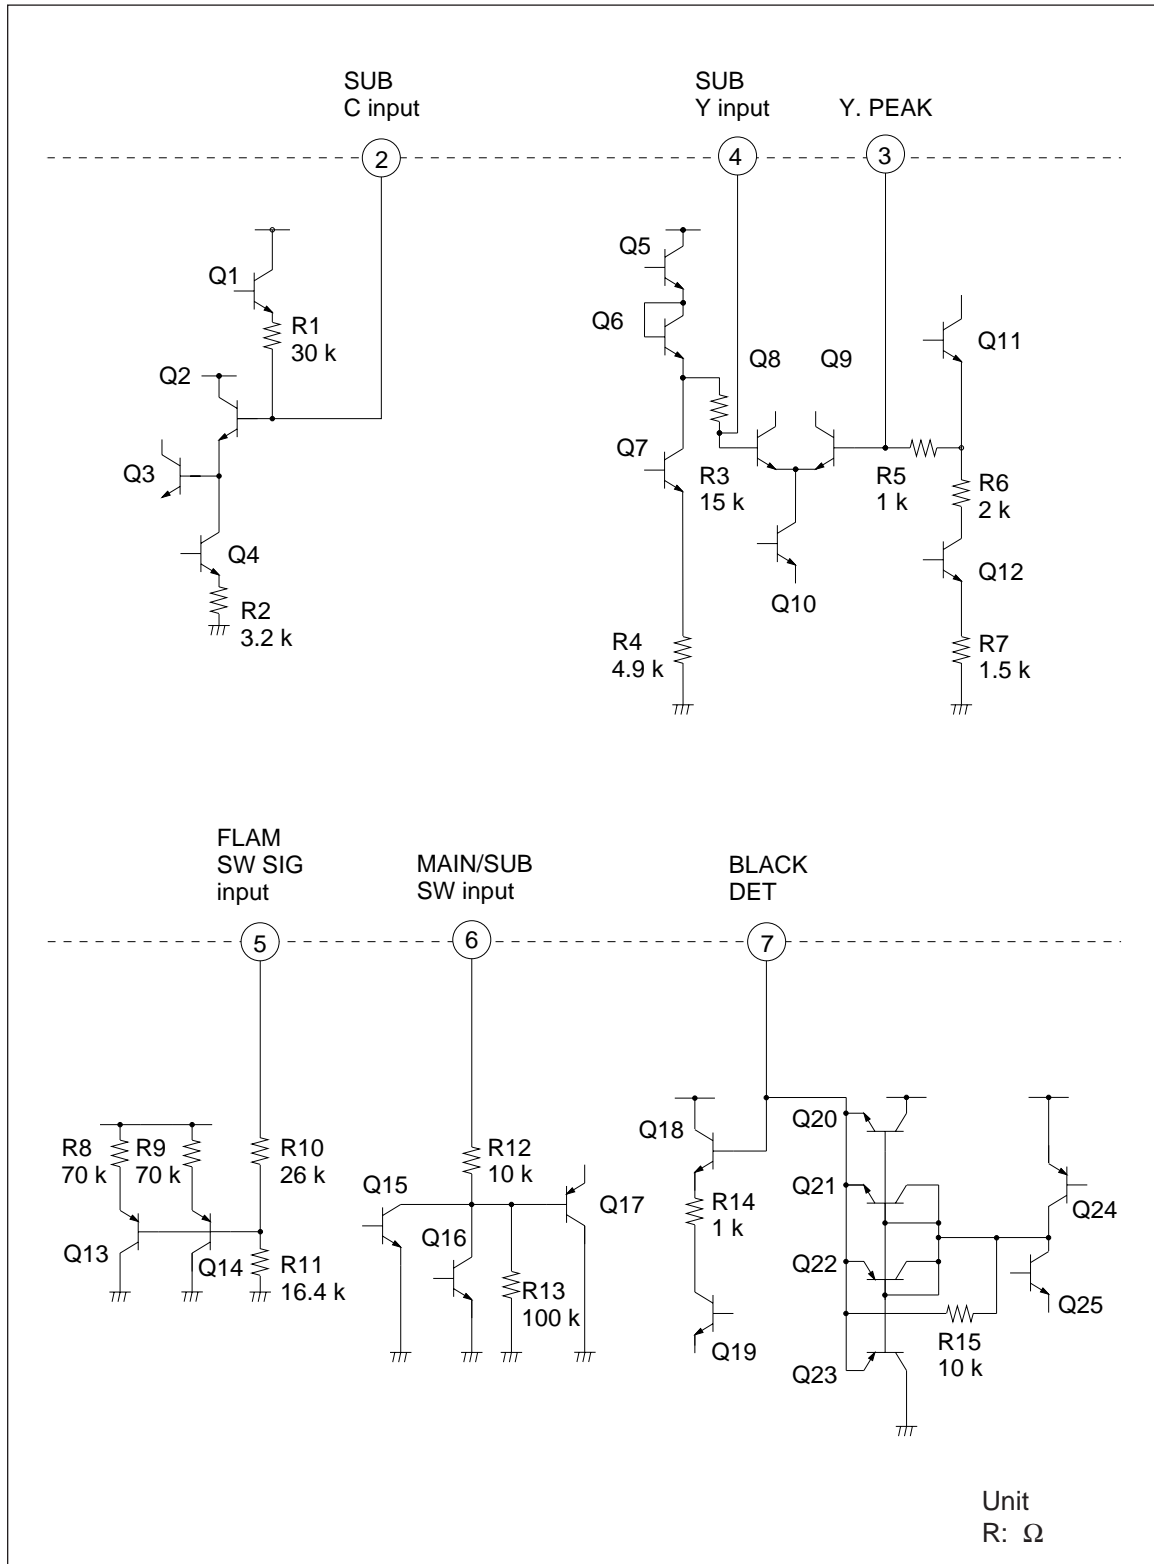 SUB
C input
SUB
Y input
Y. PEAK
2
4
3
Q1
R1
30 k
Q2
Q3
Q4
R2
3.2 k
Q5
Q6
Q8
Q9
Q11
Q7
R3
15 k
R5
1 k
R6
2 k
Q12
Q10
R4
4.9 k
R7
1.5 k
FLAM
SW SIG
input
MAIN/SUB
SW input
BLACK
DET
5
6
7
R8
70 k
R9
70 k
R10
26 k
Q13
Q14
R11
16.4 k
R12
10 k
Q15
Q16
Q17
R13
100 k
Q18
R14
1 k
Q19
Q20
Q21
Q22
Q23
Q24
Q25
R15
10 k
Unit
R: Ω